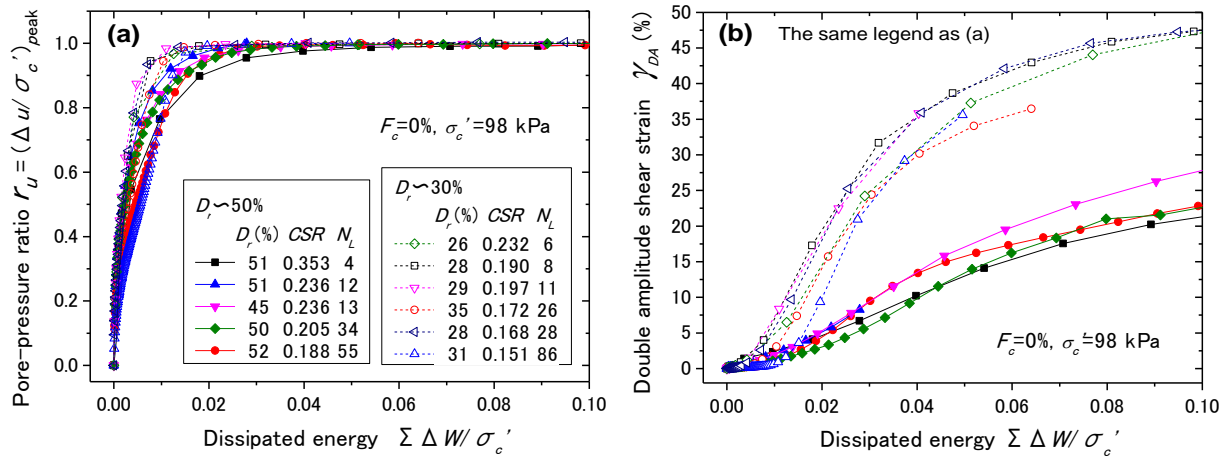 (a)
Pore-pressure ratio r_u = (Δu/σ_c')_peak
1.0
0.8
0.6
0.4
0.2
0.0
F_c=0%, σ_c'=98 kPa
D_r∽50%
D_r(%) CSR N_L
51 0.353 4
51 0.236 12
45 0.236 13
50 0.205 34
52 0.188 55
D_r∽30%
D_r(%) CSR N_L
26 0.232 6
28 0.190 8
29 0.197 11
35 0.172 26
28 0.168 28
31 0.151 86
0.00 0.02 0.04 0.06 0.08 0.10
Dissipated energy ΣΔW/σ_c'
(b)
The same legend as (a)
Double amplitude shear strain γ_DA (%)
50
45
40
35
30
25
20
15
10
5
0
F_c=0%, σ_c'=98 kPa
0.00 0.02 0.04 0.06 0.08 0.10
Dissipated energy ΣΔW/σ_c'